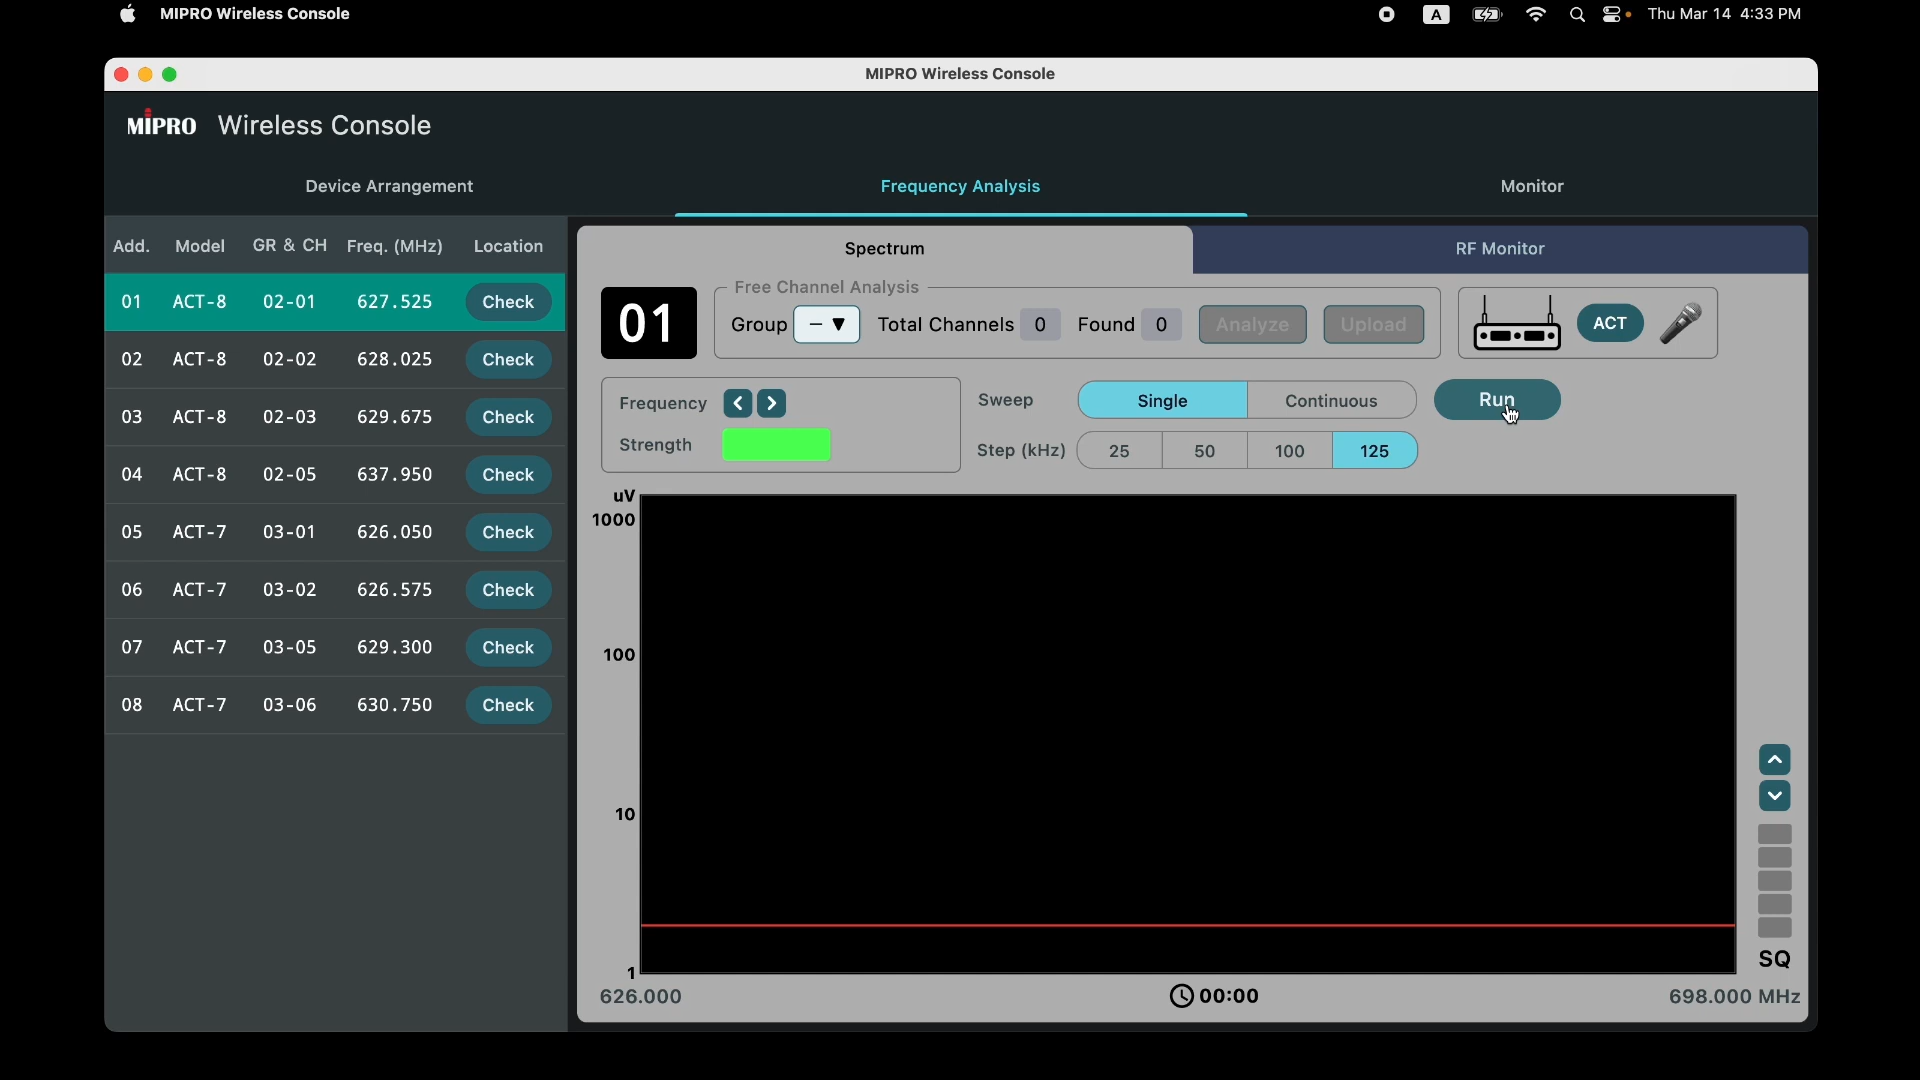 MIPRO Wireless Console
A
Thu Mar 14 4:33 PM
MIPRO Wireless Console
MIPRO Wireless Console
Device Arrangement
Frequency Analysis
Monitor
Add. Model GR & CH Freq. (MHz) Location
01 ACT-8 02-01 627.525 Check
02 ACT-8 02-02 628.025 Check
03 ACT-8 02-03 629.675 Check
04 ACT-8 02-05 637.950 Check
05 ACT-7 03-01 626.050 Check
06 ACT-7 03-02 626.575 Check
07 ACT-7 03-05 629.300 Check
08 ACT-7 03-06 630.750 Check
Spectrum
RF Monitor
01
Free Channel Analysis
Group – ▼ Total Channels 0 Found 0 Analyze Upload
ACT
Frequency < >
Strength
Sweep Single Continuous Run
Step (kHz) 25 50 100 125
uV
1000
100
10
1
SQ
626.000
00:00
698.000 MHz